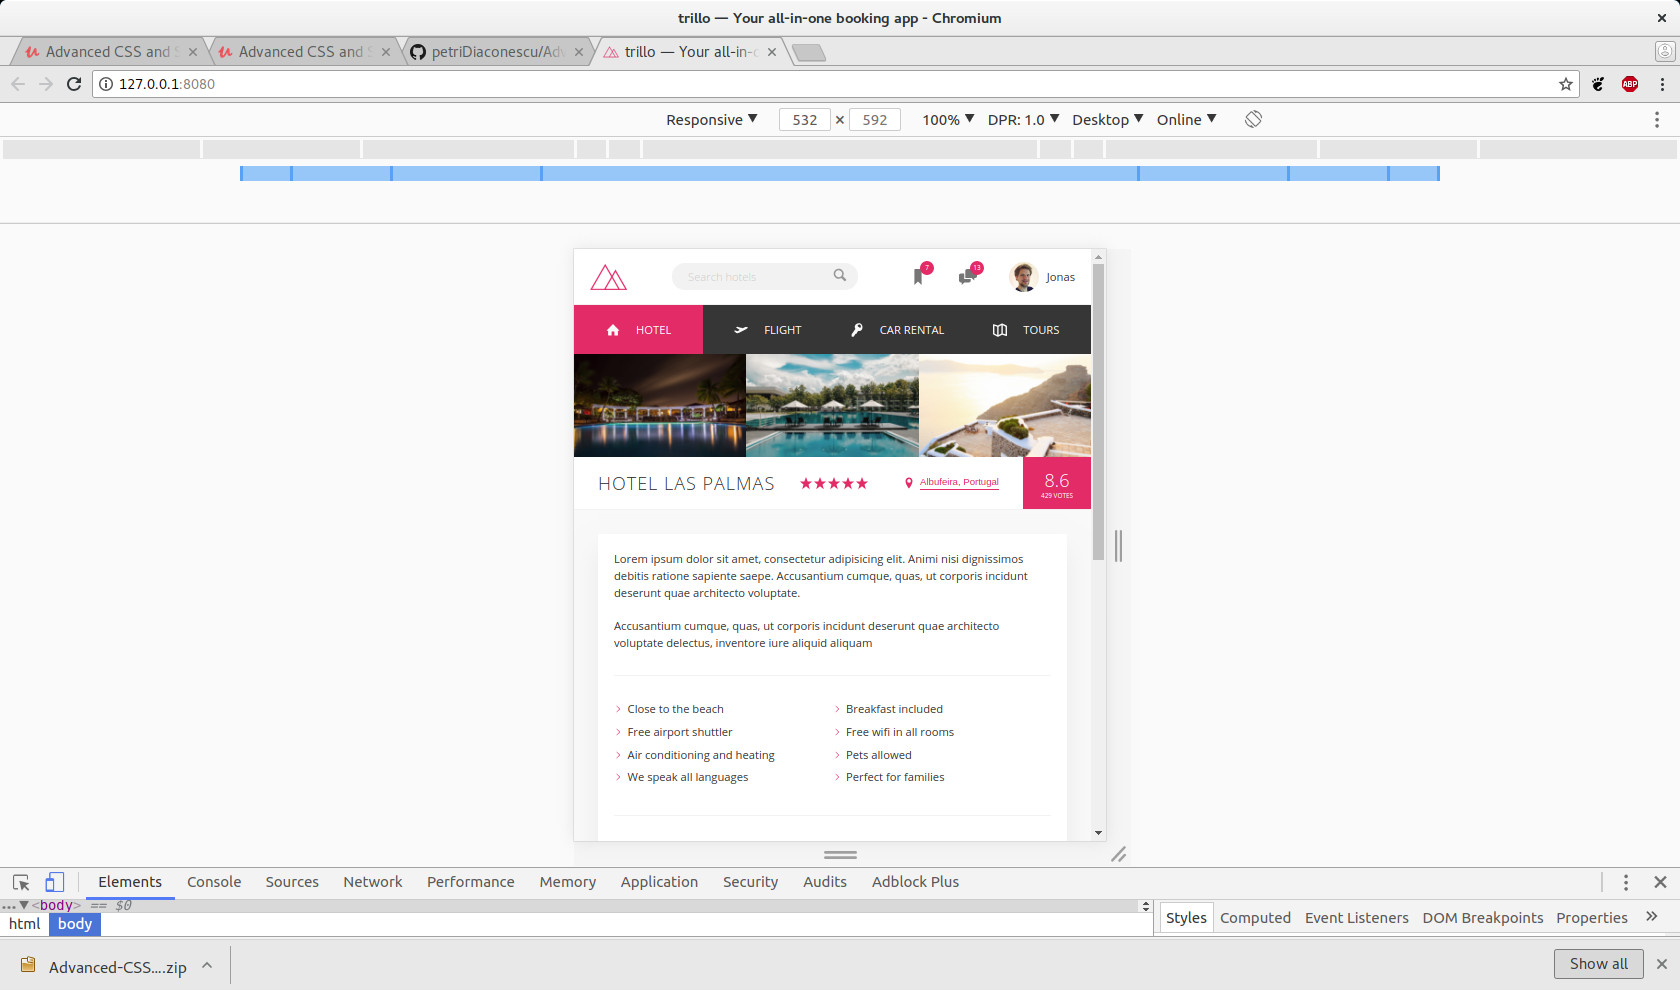 trillo — Your all-in-one booking app - Chromium
Advanced CSS and S
Advanced CSS and S
petriDiaconescu/Adv
trillo — Your all-in-o
127.0.0.1:8080
ABP
Responsive ▼ 532 × 592 100% ▼ DPR: 1.0 ▼ Desktop ▼ Online ▼
Search hotels
7
13
Jonas
HOTEL
FLIGHT
CAR RENTAL
TOURS
HOTEL LAS PALMAS
Albufeira, Portugal
8.6
429 VOTES
Lorem ipsum dolor sit amet, consectetur adipisicing elit. Animi nisi dignissimos
debitis ratione sapiente saepe. Accusantium cumque, quas, ut corporis incidunt
deserunt quae architecto voluptate.
Accusantium cumque, quas, ut corporis incidunt deserunt quae architecto
voluptate delectus, inventore iure aliquid aliquam
Close to the beach
Breakfast included
Free airport shuttler
Free wifi in all rooms
Air conditioning and heating
Pets allowed
We speak all languages
Perfect for families
Elements Console Sources Network Performance Memory Application Security Audits Adblock Plus
...▼<body> == $0
html body
Styles Computed Event Listeners DOM Breakpoints Properties »
Advanced-CSS....zip
Show all